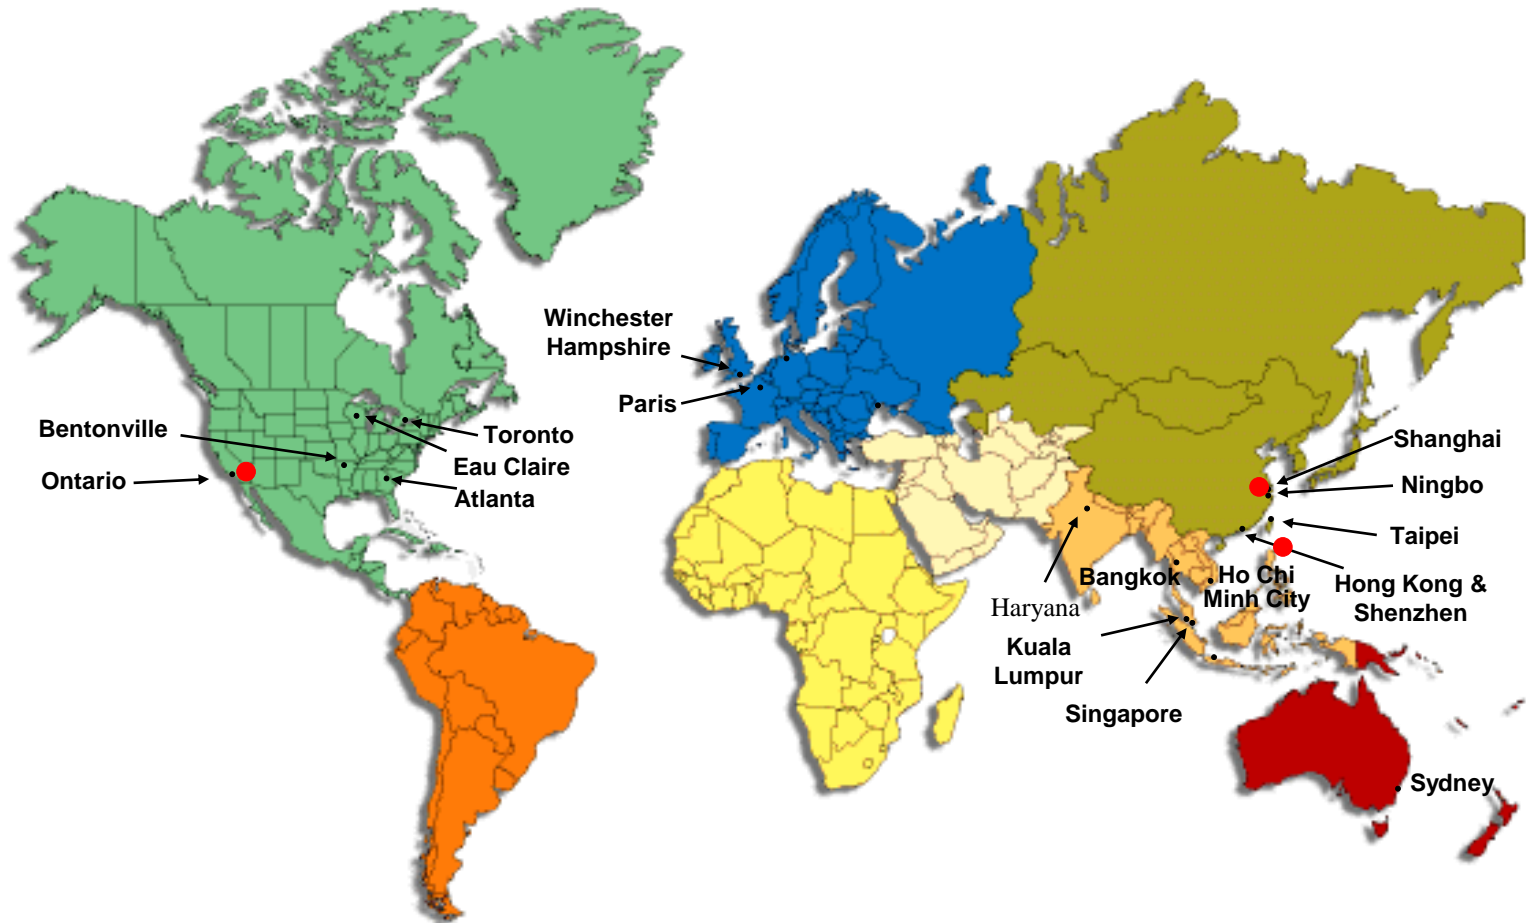 Winchester
Hampshire
Paris
Bentonville
Toronto
Eau Claire
Ontario
Atlanta
Shanghai
Ningbo
Taipei
Bangkok
Ho Chi
Minh City
Hong Kong &
Shenzhen
Haryana
Kuala
Lumpur
Singapore
Sydney